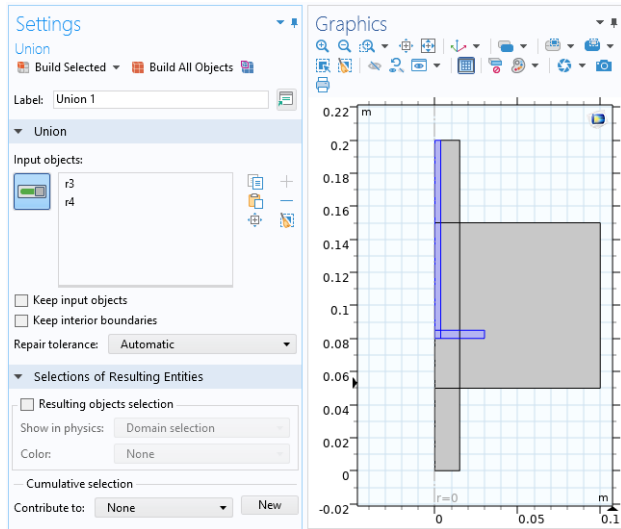 Settings
Union
Build Selected
Build All Objects
Label: Union 1
Union
Input objects:
r3
r4
Keep input objects
Keep interior boundaries
Repair tolerance: Automatic
Selections of Resulting Entities
Resulting objects selection
Show in physics: Domain selection
Color: None
Cumulative selection
Contribute to: None New
Graphics
0.22 m
0.2
0.18
0.16
0.14
0.12
0.1
0.08
0.06
0.04
0.02
0
-0.02
r=0 m
0 0.05 0.1